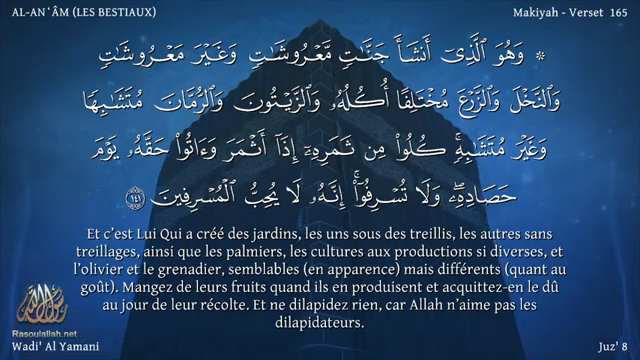 AL-AN‘ÂM (LES BESTIAUX)
Makiyah - Verset 165
۞ وَهُوَ ٱلَّذِىٓ أَنشَأَ جَنَّـٰتٍ مَّعْرُوشَـٰتٍ وَغَيْرَ مَعْرُوشَـٰتٍ
وَٱلنَّخْلَ وَٱلزَّرْعَ مُخْتَلِفًا أُكُلُهُۥ وَٱلزَّيْتُونَ وَٱلرُّمَّانَ مُتَشَـٰبِهًا
وَغَيْرَ مُتَشَـٰبِهٍ ۚ كُلُوا۟ مِن ثَمَرِهِۦٓ إِذَآ أَثْمَرَ وَءَاتُوا۟ حَقَّهُۥ يَوْمَ
حَصَادِهِۦ ۖ وَلَا تُسْرِفُوٓا۟ ۚ إِنَّهُۥ لَا يُحِبُّ ٱلْمُسْرِفِينَ ١٤١
Et c’est Lui Qui a créé des jardins, les uns sous des treillis, les autres sans
treillages, ainsi que les palmiers, les cultures aux productions si diverses, et
l’olivier et le grenadier, semblables (en apparence) mais différents (quant au
goût). Mangez de leurs fruits quand ils en produisent et acquittez-en le dû
au jour de leur récolte. Et ne dilapidez rien, car Allah n’aime pas les
dilapidateurs.
رسول الله
Rasoulallah.net
Wadi' Al Yamani
Juz' 8